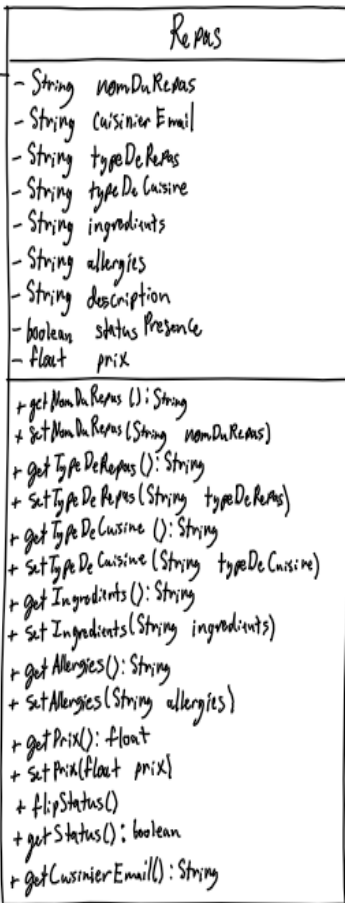 Repas
- String nomDuRepas
- String CuisinierEmail
- String typeDeRepas
- String typeDeCuisine
- String ingredients
- String allergies
- String description
- boolean statusPresence
- float prix
+ getNomDuRepas(): String
+ setNomDuRepas(String nomDuRepas)
+ getTypeDeRepas(): String
+ setTypeDeRepas(String typeDeRepas)
+ getTypeDeCuisine(): String
+ setTypeDeCuisine(String typeDeCuisine)
+ getIngredients(): String
+ setIngredients(String ingredients)
+ getAllergies(): String
+ setAllergies(String allergies)
+ getPrix(): float
+ setPrix(float prix)
+ flipStatus()
+ getStatus(): boolean
+ getCuisinierEmail(): String